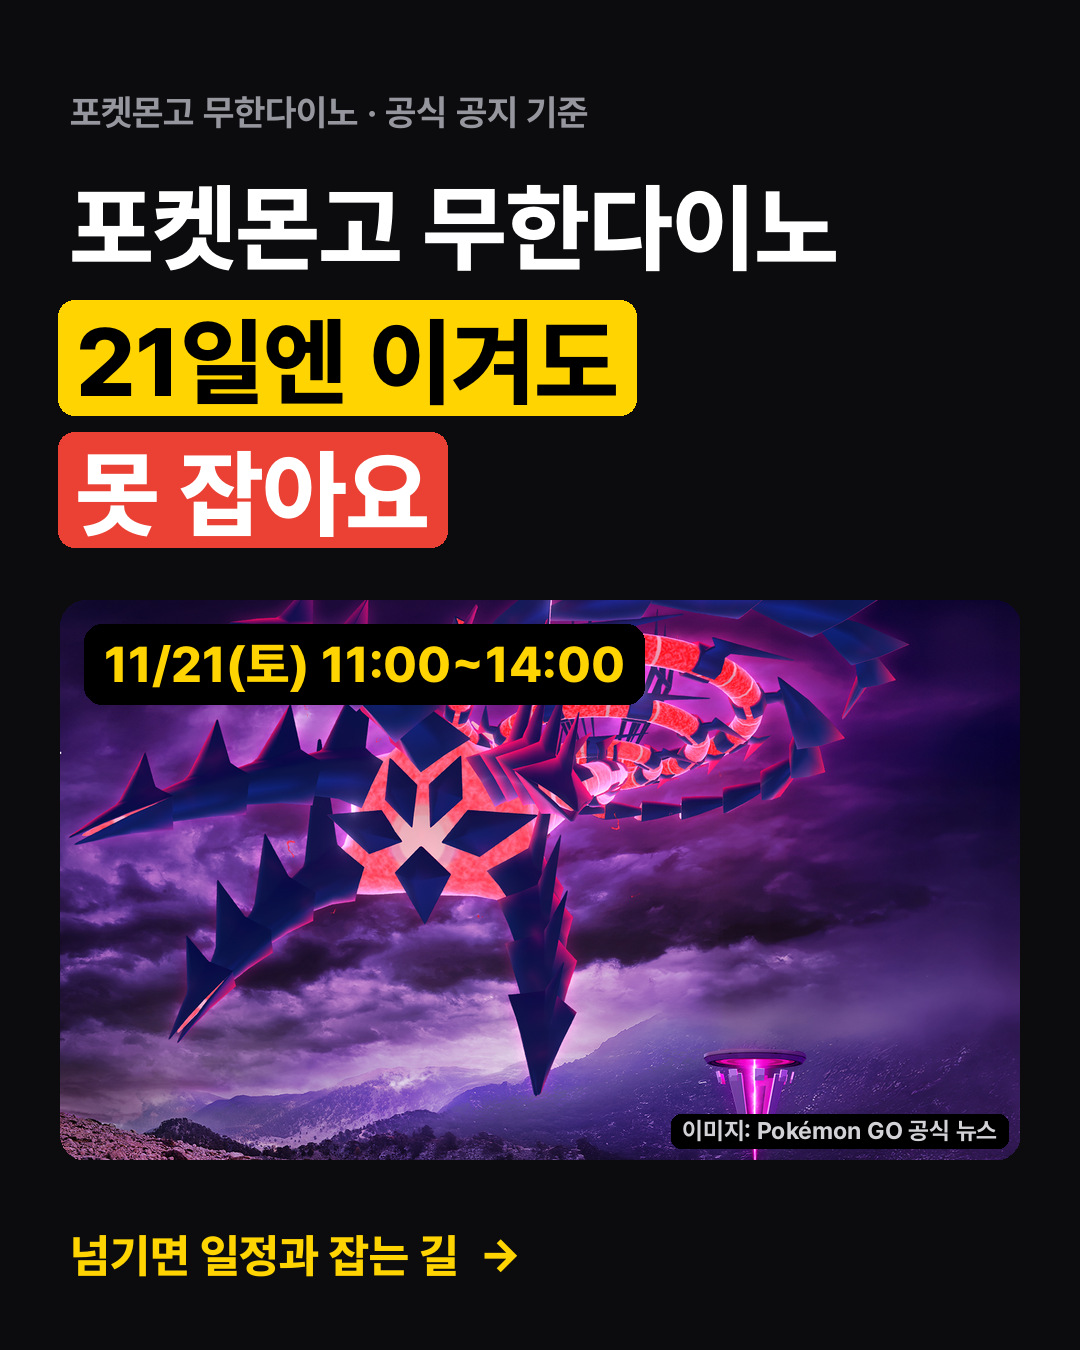 포켓몬고 무한다이노 · 공식 공지 기준
포켓몬고 무한다이노
21일엔 이겨도
못 잡아요
11/21(토) 11:00~14:00
이미지: Pokémon GO 공식 뉴스
넘기면 일정과 잡는 길 →